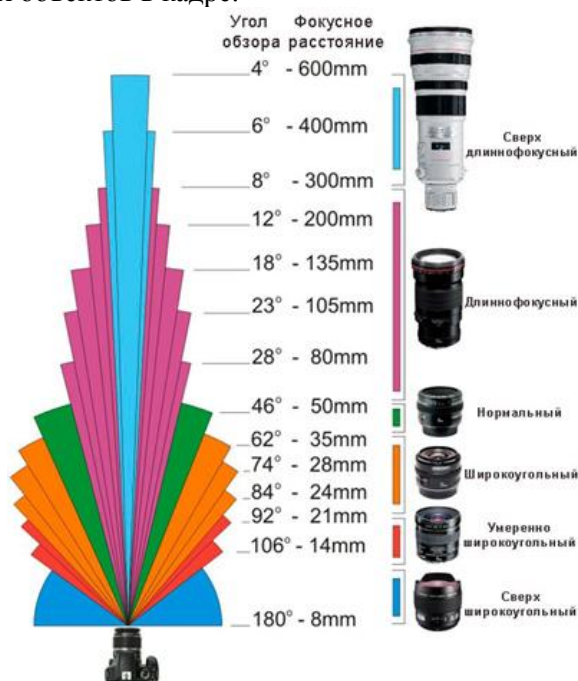 объектов в кадре.
Угол Фокусное
обзора расстояние
4° - 600mm
6° - 400mm
Сверх
длиннофокусный
8° - 300mm
12° - 200mm
18° - 135mm
23° - 105mm
Длиннофокусный
28° - 80mm
46° - 50mm
Нормальный
62° - 35mm
74° - 28mm
Широкоугольный
84° - 24mm
92° - 21mm
Умеренно
широкоугольный
106° - 14mm
Сверх
широкоугольный
180° - 8mm